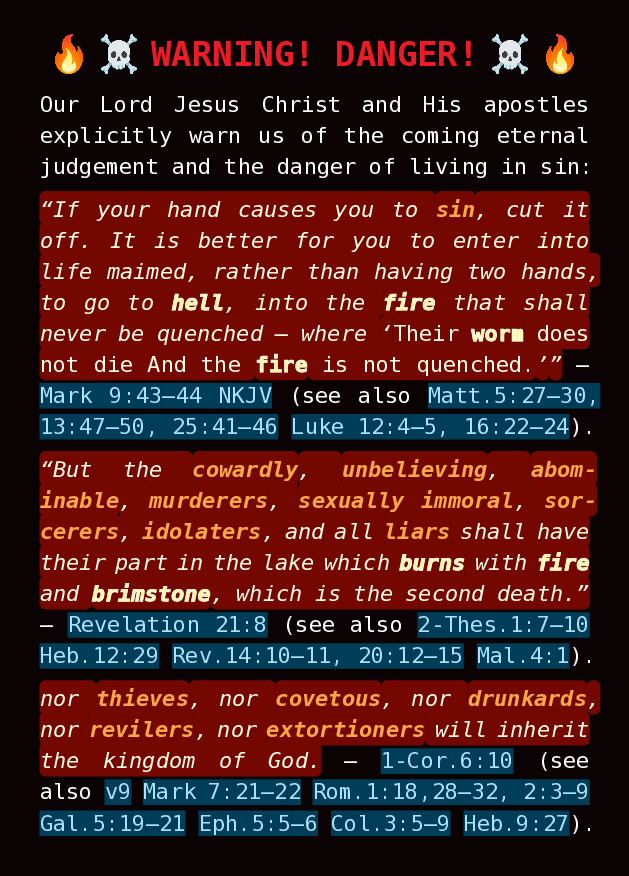 🔥☠️ WARNING! DANGER! ☠️🔥
Our Lord Jesus Christ and His apostles
explicitly warn us of the coming eternal
judgement and the danger of living in sin:
“If your hand causes you to sin, cut it
off. It is better for you to enter into
life maimed, rather than having two hands,
to go to hell, into the fire that shall
never be quenched – where ‘Their worm does
not die And the fire is not quenched.’” –
Mark 9:43–44 NKJV (see also Matt.5:27–30,
13:47–50, 25:41–46 Luke 12:4–5, 16:22–24).
“But the cowardly, unbelieving, abom-
inable, murderers, sexually immoral, sor-
cerers, idolaters, and all liars shall have
their part in the lake which burns with fire
and brimstone, which is the second death.”
– Revelation 21:8 (see also 2-Thes.1:7–10
Heb.12:29 Rev.14:10–11, 20:12–15 Mal.4:1).
nor thieves, nor covetous, nor drunkards,
nor revilers, nor extortioners will inherit
the kingdom of God. – 1-Cor.6:10 (see
also v9 Mark 7:21–22 Rom.1:18,28–32, 2:3–9
Gal.5:19–21 Eph.5:5–6 Col.3:5–9 Heb.9:27).